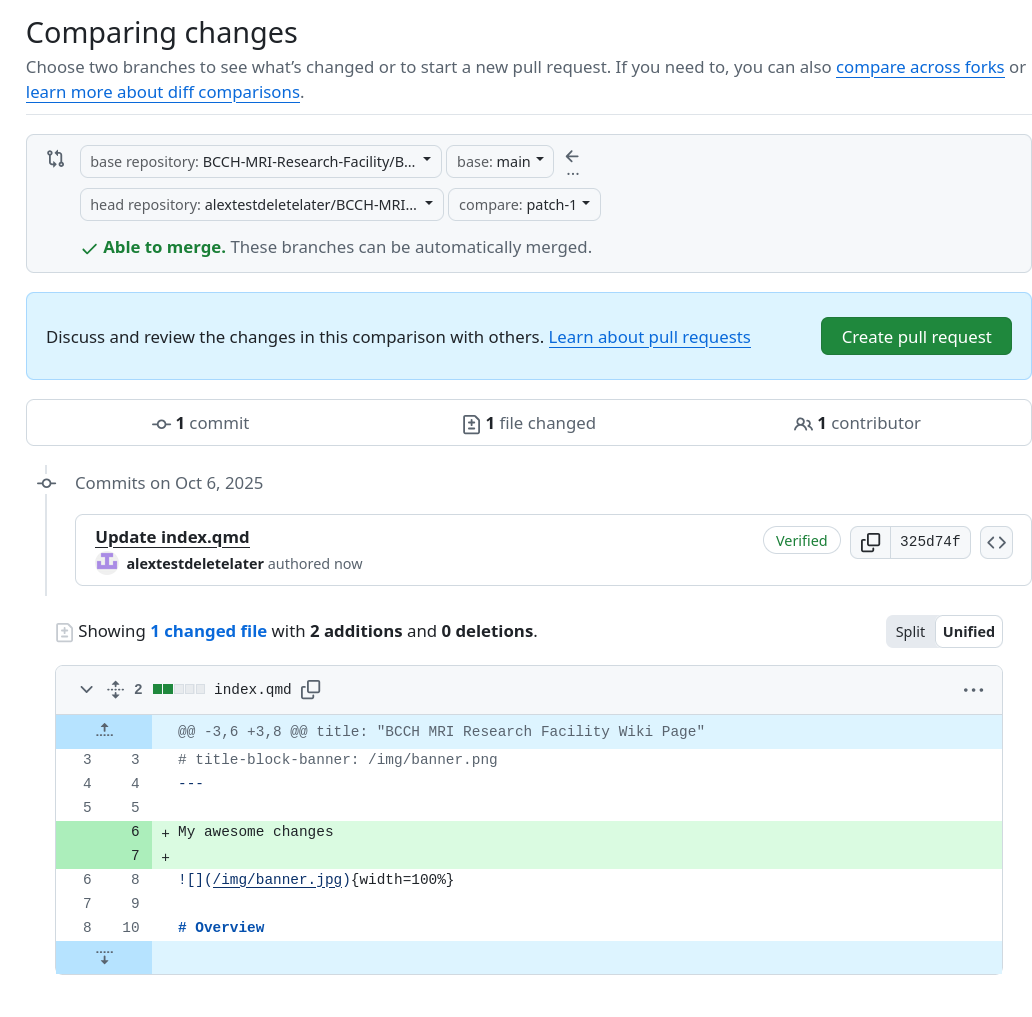 Comparing changes
Choose two branches to see what’s changed or to start a new pull request. If you need to, you can also compare across forks or
learn more about diff comparisons.
base repository: BCCH-MRI-Research-Facility/B... base: main ...
head repository: alextestdeletelater/BCCH-MRI... compare: patch-1
Able to merge. These branches can be automatically merged.
Discuss and review the changes in this comparison with others. Learn about pull requests Create pull request
1 commit 1 file changed 1 contributor
Commits on Oct 6, 2025
Update index.qmd Verified 325d74f
alextestdeletelater authored now
Showing 1 changed file with 2 additions and 0 deletions. Split Unified
2 index.qmd
@@ -3,6 +3,8 @@ title: "BCCH MRI Research Facility Wiki Page"
3 3 # title-block-banner: /img/banner.png
4 4 ---
5 5
6 + My awesome changes
7 +
6 8 ![](/img/banner.jpg){width=100%}
7 9
8 10 # Overview